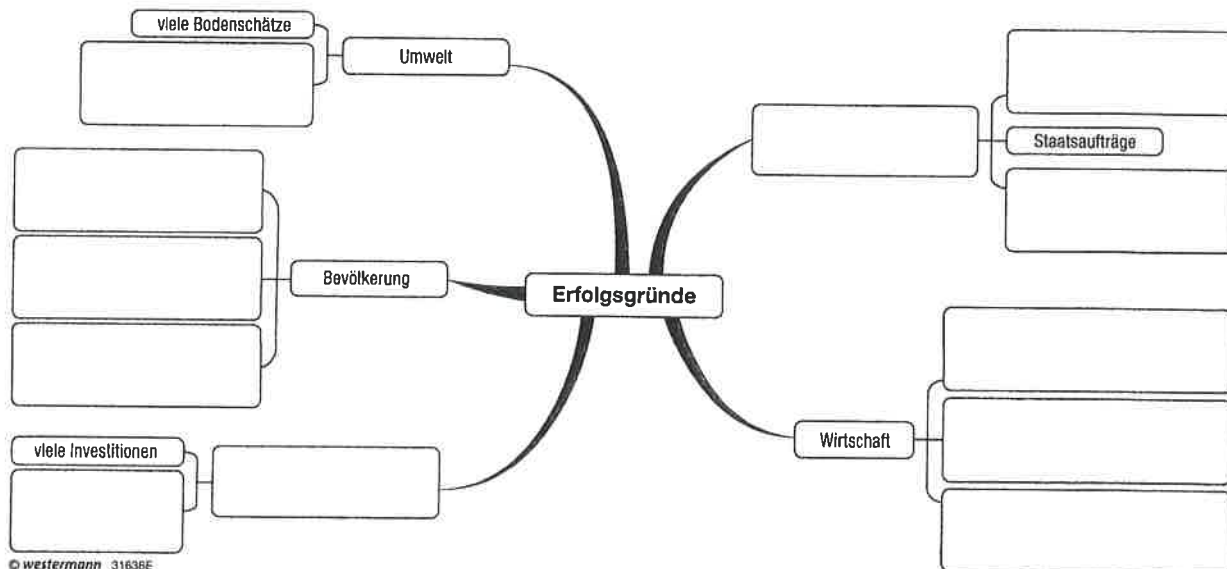 viele Bodenschätze
Umwelt
Staatsaufträge
Bevölkerung
Erfolgsgründe
viele Investitionen
Wirtschaft
© westermann 31636E